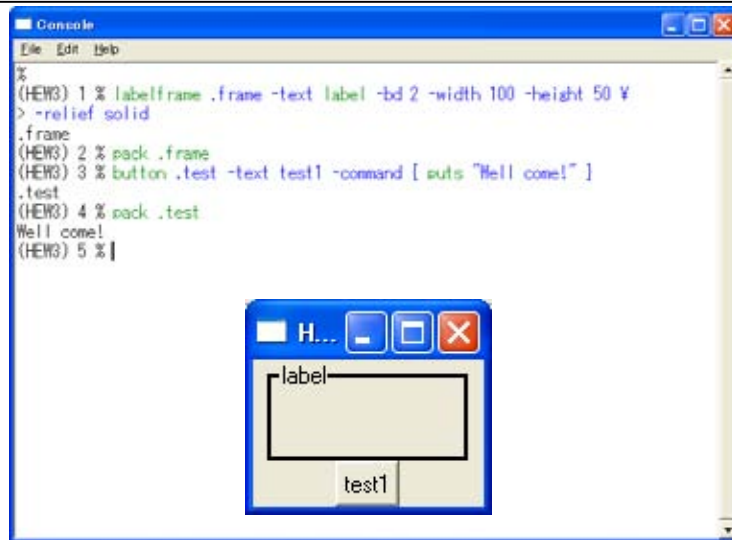 Console
File Edit Help
%
(HEW3) 1 % labelframe .frame -text label -bd 2 -width 100 -height 50 ¥
> -relief solid
.frame
(HEW3) 2 % pack .frame
(HEW3) 3 % button .test -text test1 -command [ puts "Well come!" ]
.test
(HEW3) 4 % pack .test
Well come!
(HEW3) 5 %
H...
label
test1